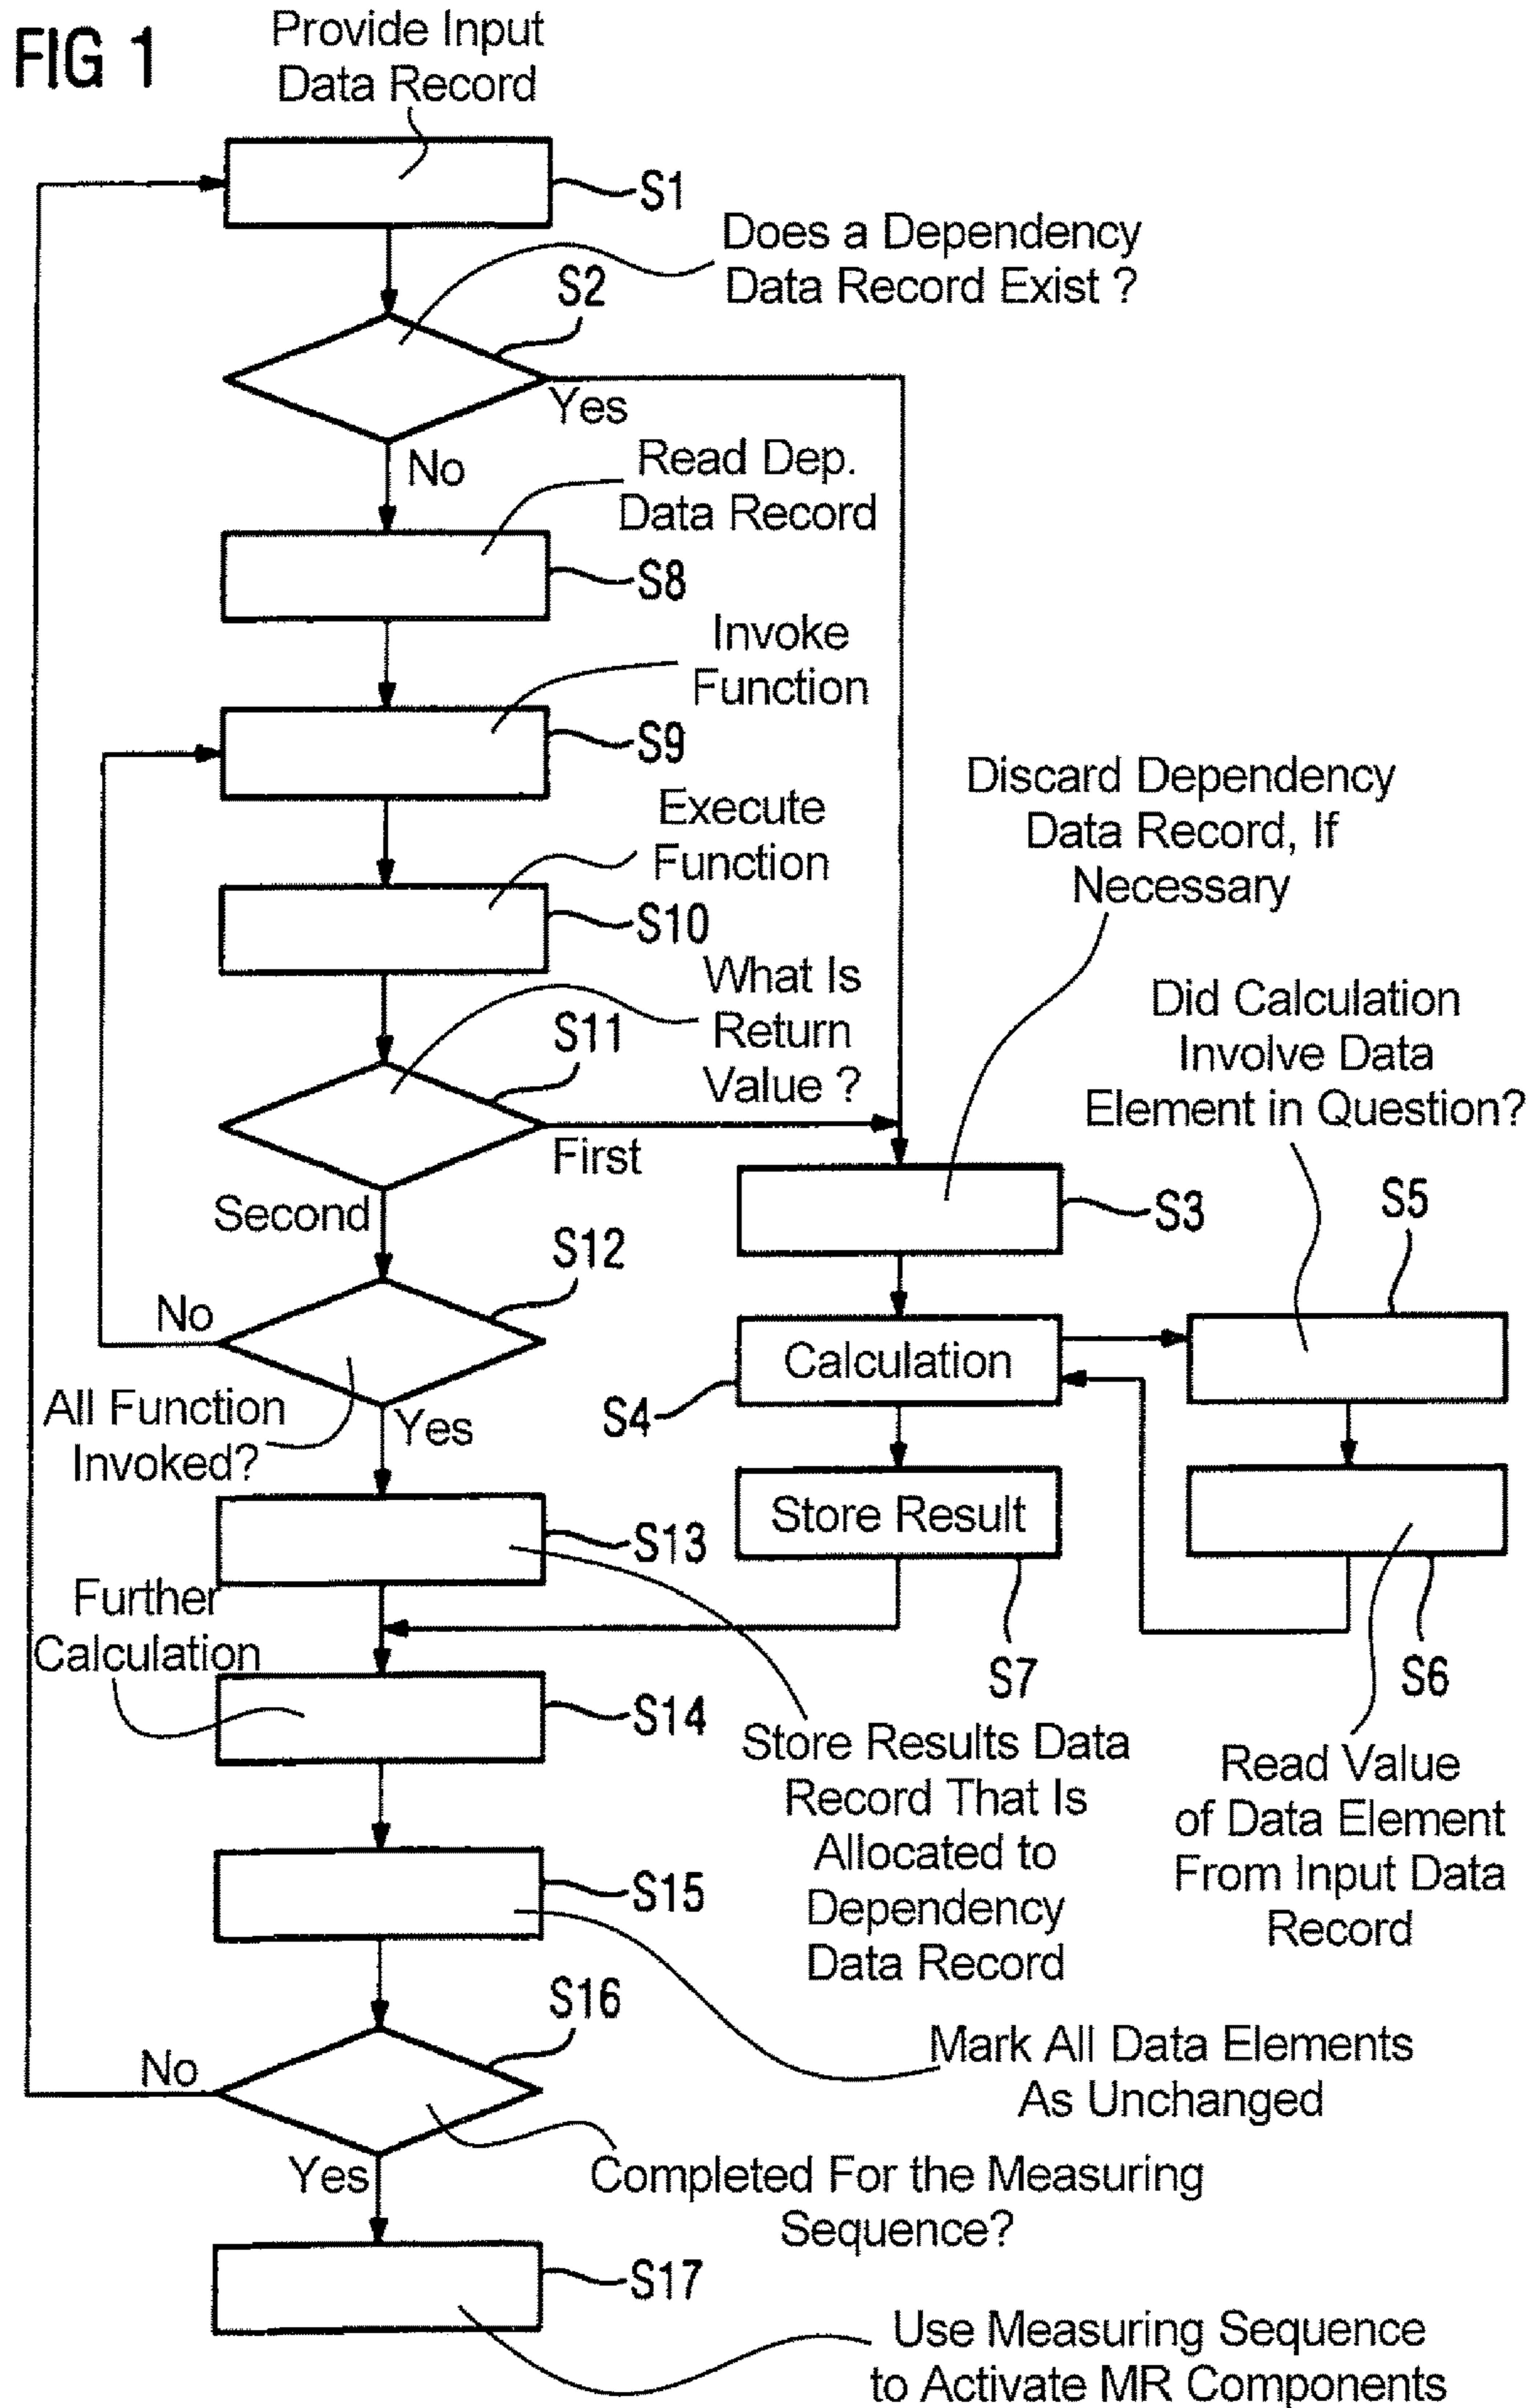 FIG 1
Provide Input
Data Record
S1
Does a Dependency
Data Record Exist ?
S2
Yes
No
Read Dep.
Data Record
S8
Invoke
Function
S9
Execute
Function
S10
Discard Dependency
Data Record, If
Necessary
What Is
Return
Value ?
S11
First
Second
Did Calculation
Involve Data
Element in Question?
S3
S5
S12
No
All Function
Invoked?
Yes
Calculation
S4
Store Result
S13
S7
S6
Further
Calculation
S14
Store Results Data
Record That Is
Allocated to
Dependency
Data Record
Read Value
of Data Element
From Input Data
Record
S15
Mark All Data Elements
As Unchanged
S16
No
Yes
Completed For the Measuring
Sequence?
S17
Use Measuring Sequence
to Activate MR Components